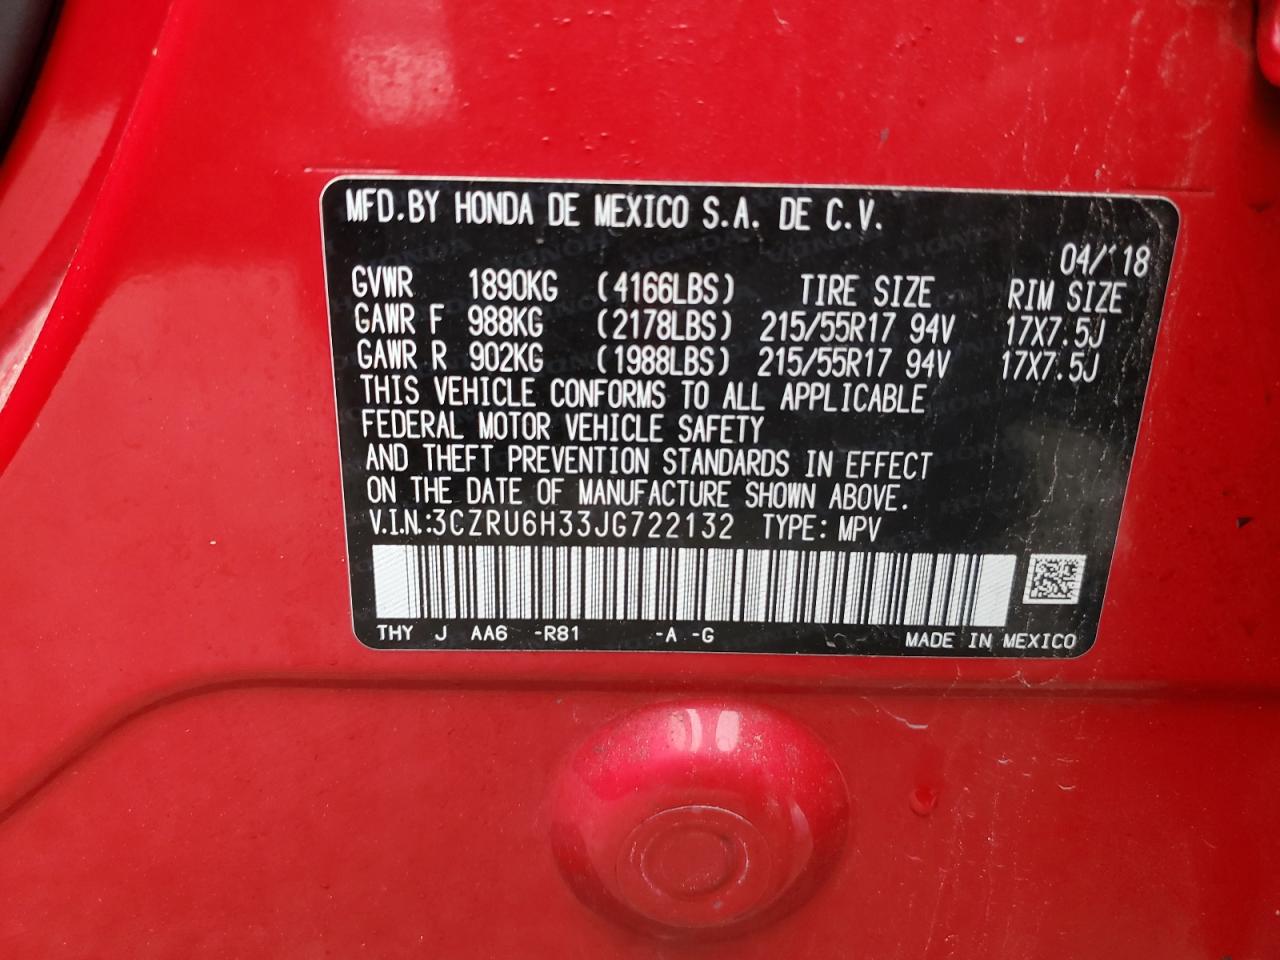 MFD.BY HONDA DE MEXICO S.A. DE C.V.
04/18
GVWR 1890KG (4166LBS) TIRE SIZE RIM SIZE
GAWR F 988KG (2178LBS) 215/55R17 94V 17X7.5J
GAWR R 902KG (1988LBS) 215/55R17 94V 17X7.5J
THIS VEHICLE CONFORMS TO ALL APPLICABLE
FEDERAL MOTOR VEHICLE SAFETY
AND THEFT PREVENTION STANDARDS IN EFFECT
ON THE DATE OF MANUFACTURE SHOWN ABOVE.
V.I.N.:3CZRU6H33JG722132 TYPE: MPV
THY J AA6 -R81 -A -G MADE IN MEXICO